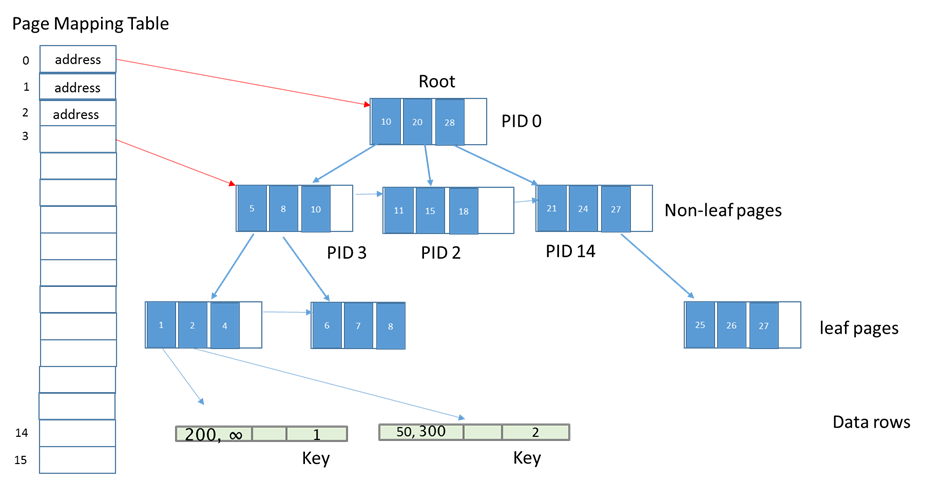 Page Mapping Table
0 address
1 address
2 address
3
14
15
Root
10 20 28
PID 0
5 8 10
11 15 18
21 24 27
Non-leaf pages
PID 3
PID 2
PID 14
1 2 4
6 7 8
25 26 27
leaf pages
200, ∞ 1
50, 300 2
Data rows
Key
Key